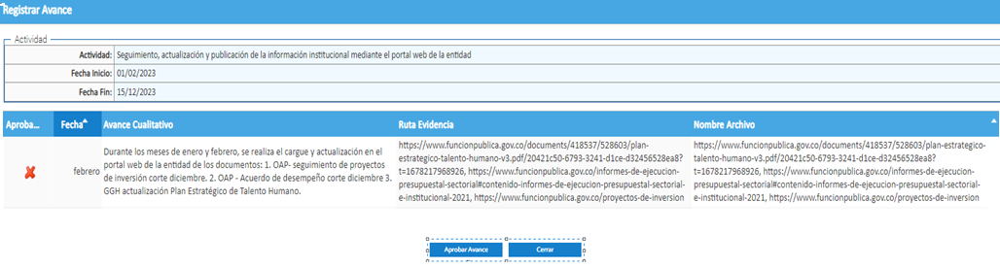 Registrar Avance
Actividad
Actividad: Seguimiento, actualización y publicación de la información institucional mediante el portal web de la entidad
Fecha Inicio: 01/02/2023
Fecha Fin: 15/12/2023
Aproba... Fecha Avance Cualitativo Ruta Evidencia Nombre Archivo
febrero
Durante los meses de enero y febrero, se realiza el cargue y actualización en el
portal web de la entidad de los documentos: 1. OAP- seguimiento de proyectos
de inversión corte diciembre. 2. OAP - Acuerdo de desempeño corte diciembre 3.
GGH actualización Plan Estratégico de Talento Humano.
https://www.funcionpublica.gov.co/documents/418537/528603/plan-
estrategico-talento-humano-v3.pdf/20421c50-6793-3241-d1ce-d32456528ea8?
t=1678217968926, https://www.funcionpublica.gov.co/informes-de-ejecucion-
presupuestal-sectorial#contenido-informes-de-ejecucion-presupuestal-sectorial-
e-institucional-2021, https://www.funcionpublica.gov.co/proyectos-de-inversion
https://www.funcionpublica.gov.co/documents/418537/528603/plan-estrategico-
talento-humano-v3.pdf/20421c50-6793-3241-d1ce-d32456528ea8?
t=1678217968926, https://www.funcionpublica.gov.co/informes-de-ejecucion-
presupuestal-sectorial#contenido-informes-de-ejecucion-presupuestal-sectorial-
e-institucional-2021, https://www.funcionpublica.gov.co/proyectos-de-inversion
Aprobar Avance
Cerrar